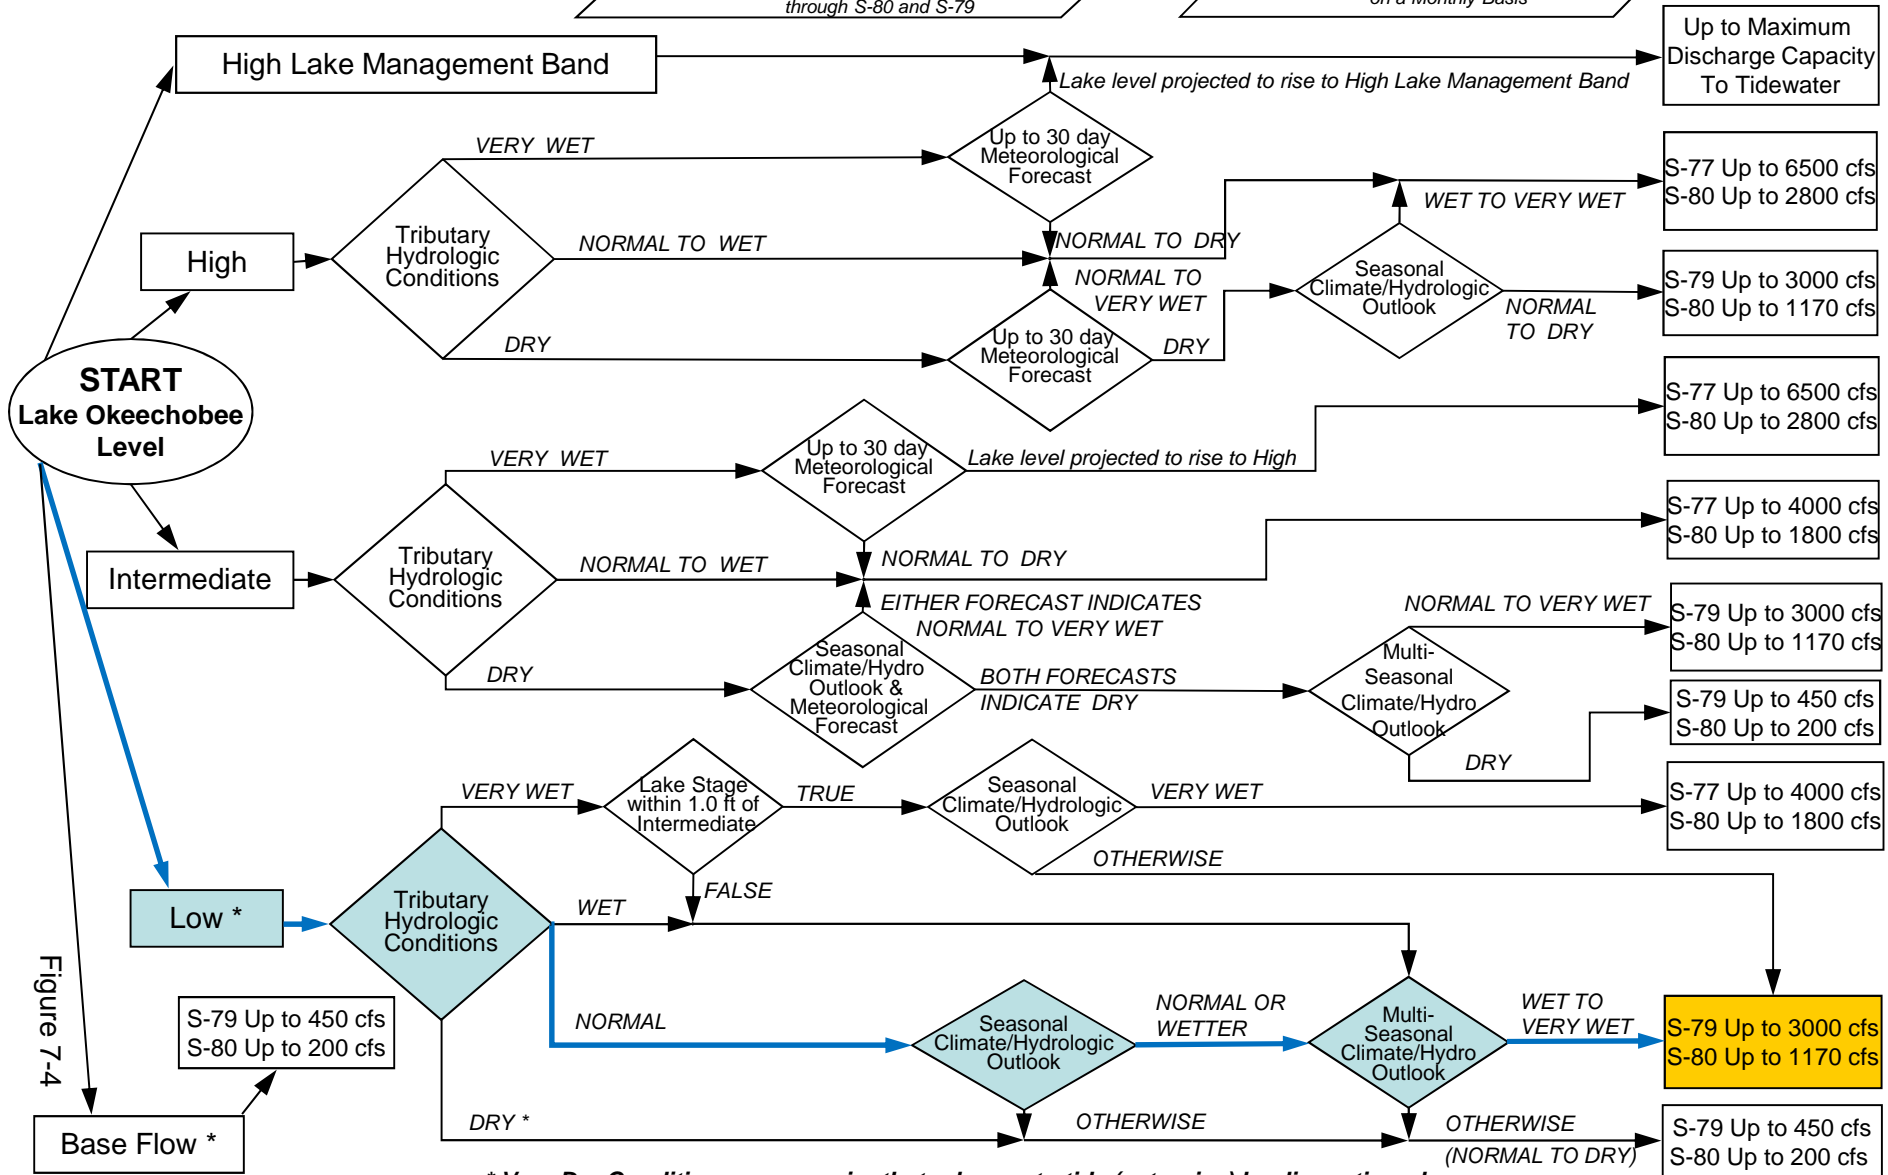 through S-80 and S-79
on a Monthly Basis
High Lake Management Band
Lake level projected to rise to High Lake Management Band
Up to Maximum
Discharge Capacity
To Tidewater
VERY WET
Up to 30 day
Meteorological
Forecast
S-77 Up to 6500 cfs
S-80 Up to 2800 cfs
WET TO VERY WET
High
Tributary
Hydrologic
Conditions
NORMAL TO WET
NORMAL TO DRY
NORMAL TO
VERY WET
Seasonal
Climate/Hydrologic
Outlook
NORMAL
TO DRY
S-79 Up to 3000 cfs
S-80 Up to 1170 cfs
DRY
Up to 30 day
Meteorological
Forecast
DRY
START
Lake Okeechobee
Level
S-77 Up to 6500 cfs
S-80 Up to 2800 cfs
VERY WET
Up to 30 day
Meteorological
Forecast
Lake level projected to rise to High
S-77 Up to 4000 cfs
S-80 Up to 1800 cfs
Intermediate
Tributary
Hydrologic
Conditions
NORMAL TO WET
NORMAL TO DRY
EITHER FORECAST INDICATES
NORMAL TO VERY WET
NORMAL TO VERY WET
S-79 Up to 3000 cfs
S-80 Up to 1170 cfs
DRY
Seasonal
Climate/Hydro
Outlook &
Meteorological
Forecast
BOTH FORECASTS
INDICATE DRY
Multi-
Seasonal
Climate/Hydro
Outlook
DRY
S-79 Up to 450 cfs
S-80 Up to 200 cfs
VERY WET
Lake Stage
within 1.0 ft of
Intermediate
TRUE
Seasonal
Climate/Hydrologic
Outlook
VERY WET
S-77 Up to 4000 cfs
S-80 Up to 1800 cfs
OTHERWISE
FALSE
Low *
Tributary
Hydrologic
Conditions
WET
NORMAL
Seasonal
Climate/Hydrologic
Outlook
NORMAL OR
WETTER
Multi-
Seasonal
Climate/Hydro
Outlook
WET TO
VERY WET
S-79 Up to 3000 cfs
S-80 Up to 1170 cfs
Figure 7-4
S-79 Up to 450 cfs
S-80 Up to 200 cfs
Base Flow *
DRY *
OTHERWISE
OTHERWISE
(NORMAL TO DRY)
S-79 Up to 450 cfs
S-80 Up to 200 cfs